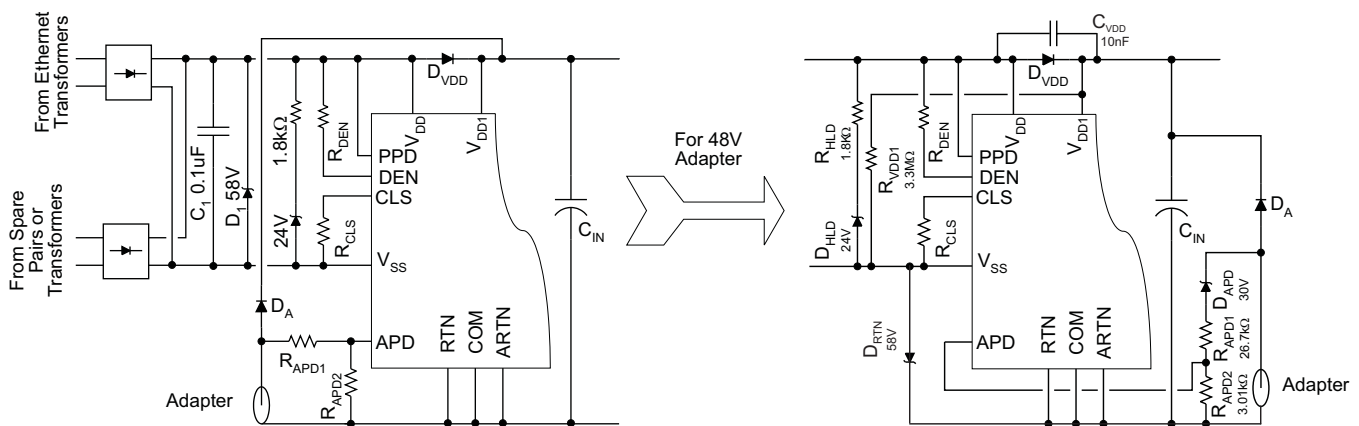 From Ethernet
Transformers
From Spare
Pairs or
Transformers
C1 0.1uF
D1 58V
1.8kΩ
24V
RDEN
RCLS
DVDD
VDD
VDD1
PPD
DEN
CLS
VSS
CIN
DA
APD
RTN
COM
ARTN
RAPD1
RAPD2
Adapter
For 48V
Adapter
CVDD
10nF
DVDD
RHLD
1.8KΩ
RVDD1
3.3MΩ
RDEN
VDD
VDD1
PPD
DEN
CLS
DHLD
24V
RCLS
VSS
CIN
DA
DRTN
58V
APD
RTN
COM
ARTN
DAPD
30V
RAPD1
26.7kΩ
RAPD2
3.01kΩ
Adapter